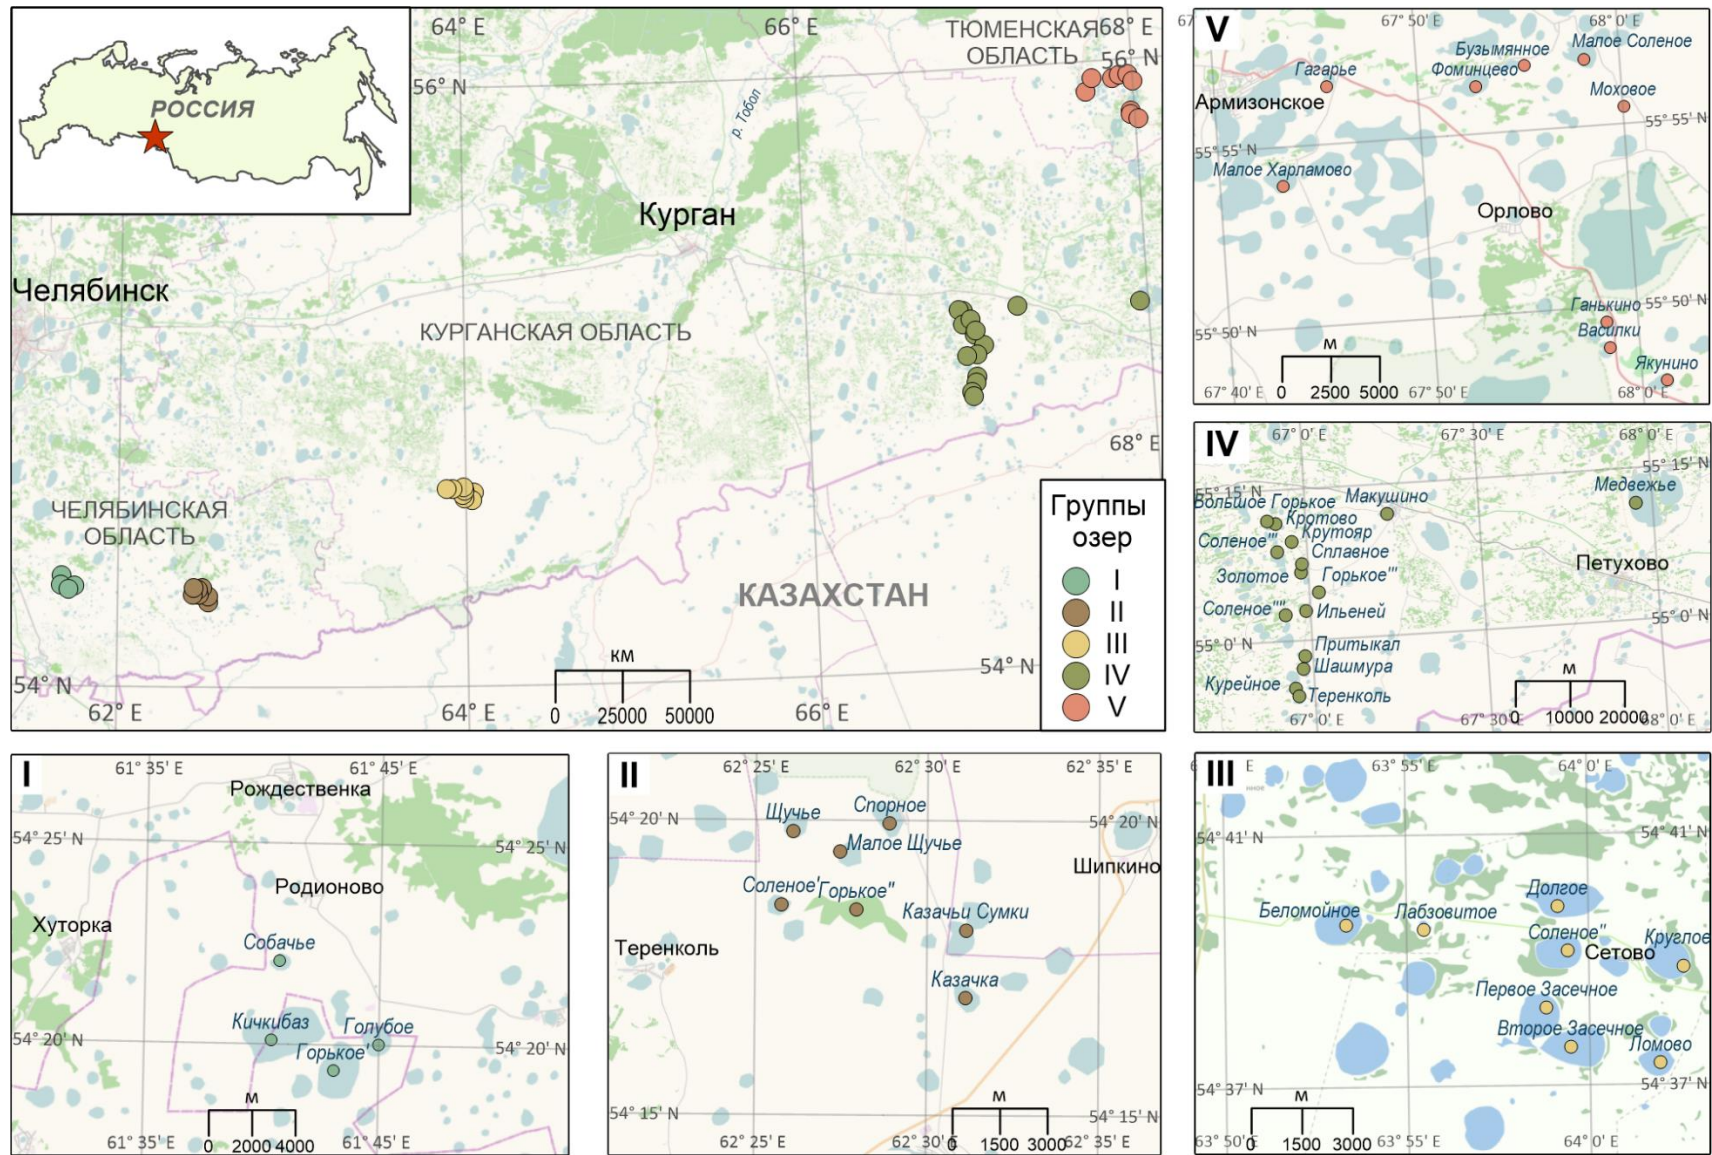 64° E
66° E
ТЮМЕНСКАЯ
ОБЛАСТЬ
68° E
56° N
56° N
РОССИЯ
р. Тобол
Курган
Челябинск
КУРГАНСКАЯ ОБЛАСТЬ
68° E
ЧЕЛЯБИНСКАЯ
ОБЛАСТЬ
КАЗАХСТАН
54° N
54° N
62° E
64° E
66° E
КМ
0 25000 50000
Группы
озер
I
II
III
IV
V
V
67° 50' E
68° 0' E
Бузымянное
Малое Соленое
Гагарье
Фоминцево
Армизонское
Моховое
55° 55' N
55° 55' N
Малое Харламово
Орлово
Ганькино
55° 50' N
Василки
55° 50' N
Якунино
М
0 2500 5000
67° 40' E
67° 50' E
68° 0' E
IV
67° 0' E
67° 30' E
68° 0' E
55° 15' N
55° 15' N
Большое Горькое
Макушино
Медвежье
Кротово
Крутояр
Соленое'''
Сплавное
Золотое
Горькое'''
Петухово
Соленое''''
Ильеней
55° 0' N
55° 0' N
Притыкал
Шашмура
Курейное
Теренколь
М
0 10000 20000
67° 0' E
67° 30' E
68° 0' E
I
61° 35' E
61° 45' E
Рождественка
54° 25' N
54° 25' N
Родионово
Хуторка
Собачье
Кичкибаз
Голубое
Горькое'
54° 20' N
54° 20' N
М
0 2000 4000
61° 35' E
61° 45' E
II
62° 25' E
62° 30' E
62° 35' E
54° 20' N
54° 20' N
Щучье
Спорное
Малое Щучье
Шипкино
Соленое'
Горькое''
Казачьи Сумки
Теренколь
Казачка
54° 15' N
54° 15' N
М
0 1500 3000
62° 25' E
62° 30'
62° 35' E
III
63° 55' E
64° 0' E
54° 41' N
54° 41' N
Долгое
Беломойное
Лабзовитое
Соленое''
Сетово
Круглое
Первое Засечное
Второе Засечное
Ломово
54° 37' N
54° 37' N
М
0 1500 3000
63° 50' E
63° 55' E
64° 0' E